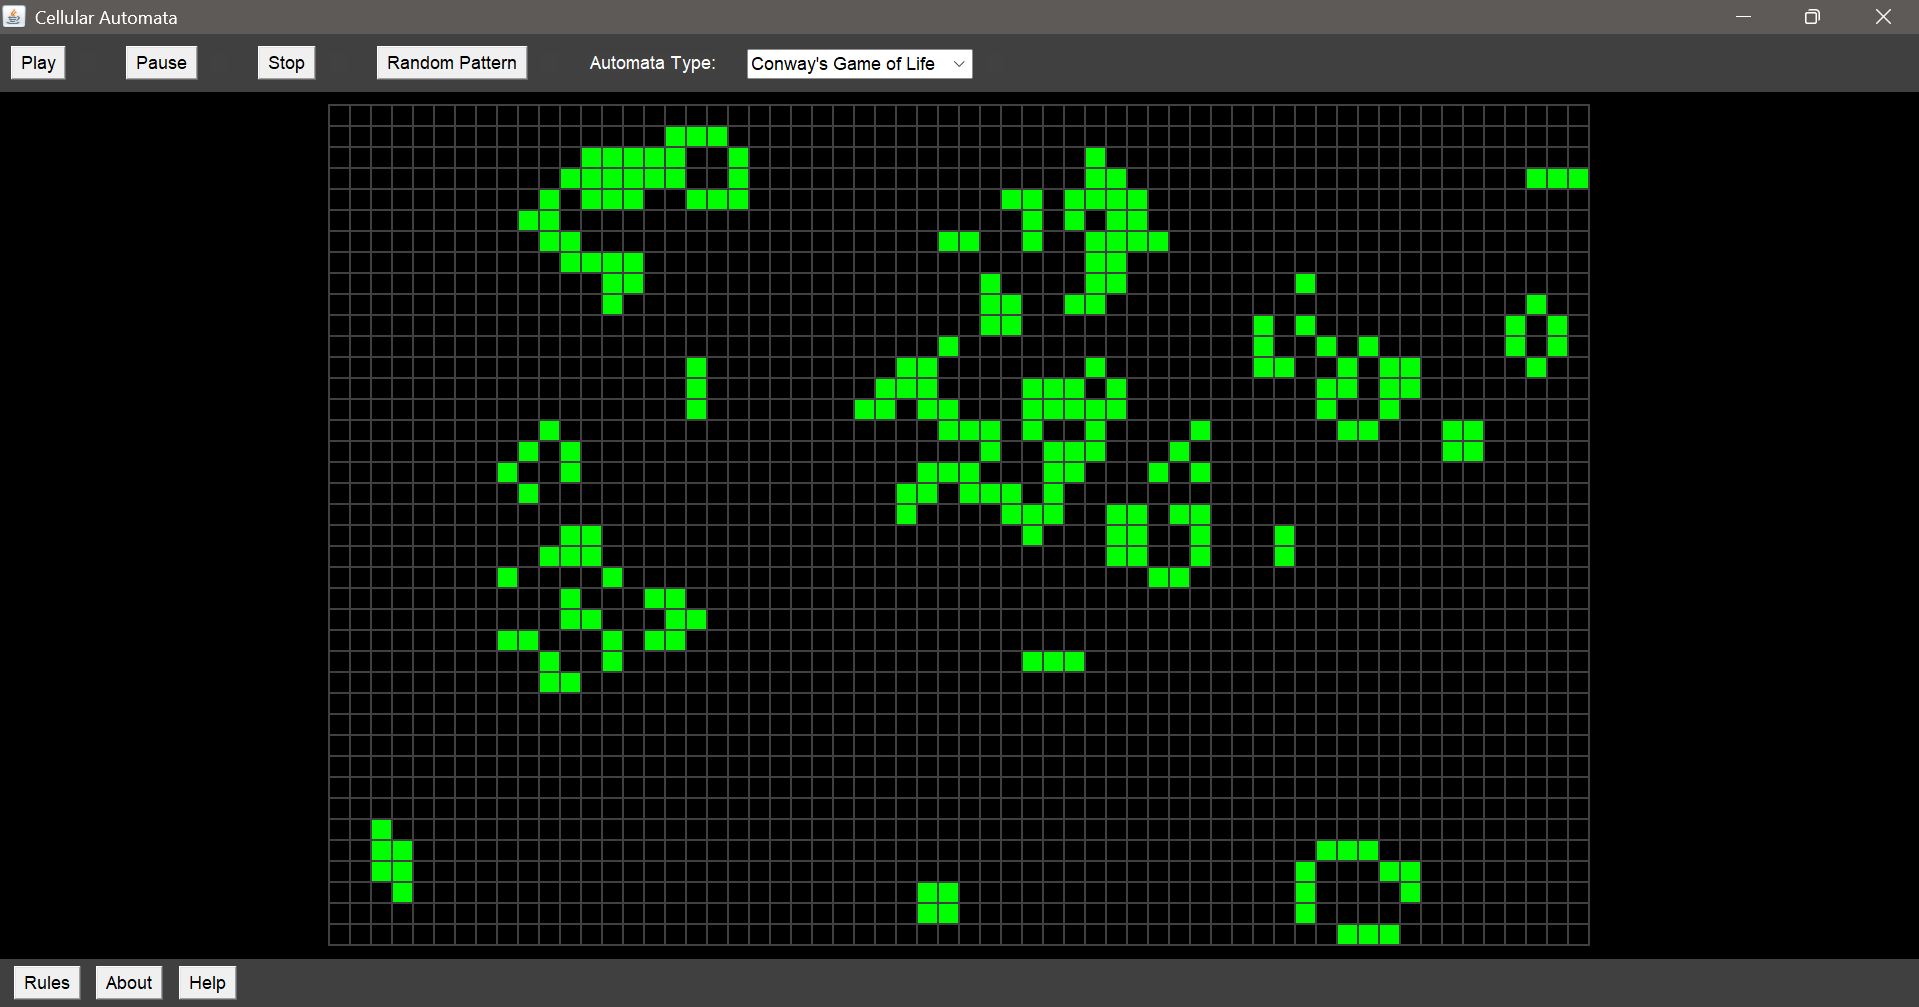 Cellular Automata
Play Pause Stop Random Pattern Automata Type: Conway's Game of Life
Rules About Help